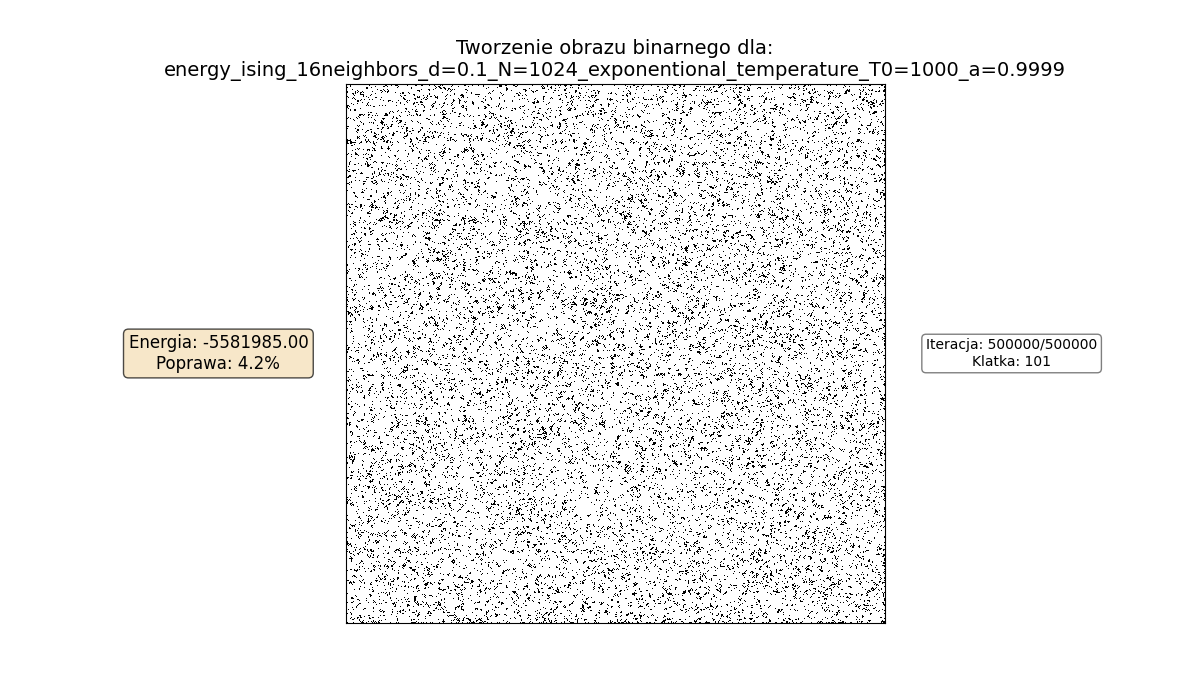 Tworzenie obrazu binarnego dla:
energy_ising_16neighbors_d=0.1_N=1024_exponentional_temperature_T0=1000_a=0.9999
Energia: -5581985.00
Poprawa: 4.2%
Iteracja: 500000/500000
Klatka: 101